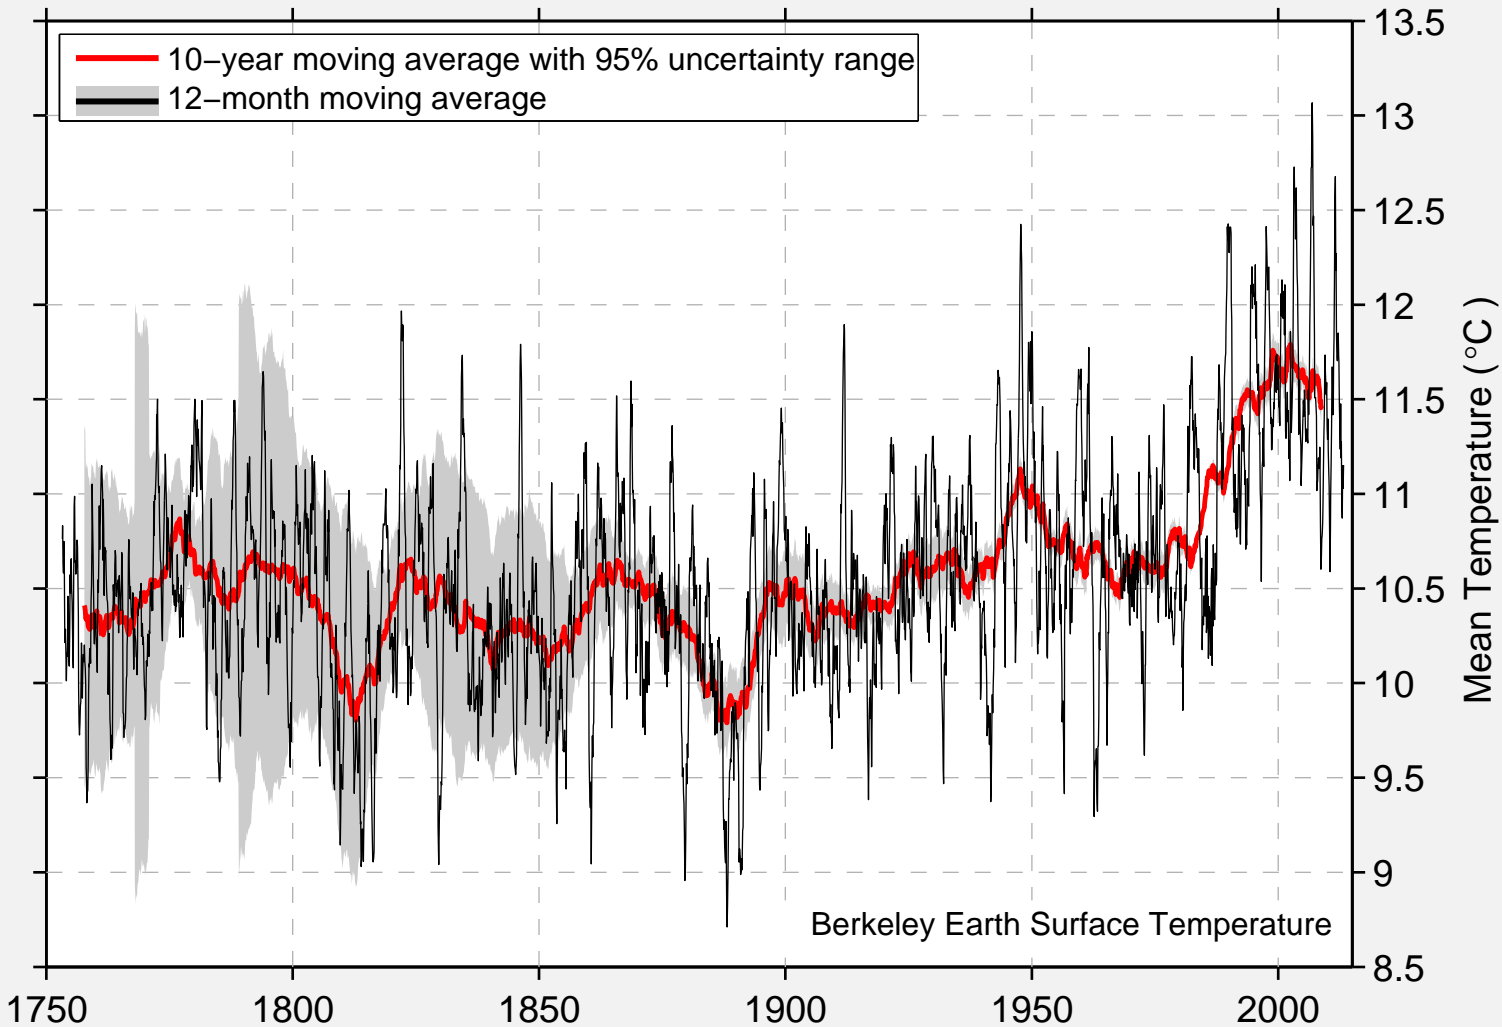 10−year moving average with 95% uncertainty range
12−month moving average
13.5
13
12.5
12
11.5
11
10.5
10
9.5
9
8.5
Mean Temperature (°C )
Berkeley Earth Surface Temperature
1750 1800 1850 1900 1950 2000